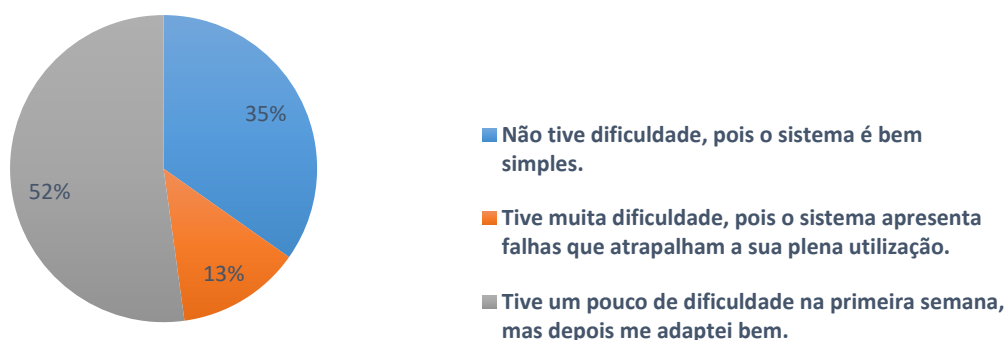 35%
52%
13%
Não tive dificuldade, pois o sistema é bem
simples.
Tive muita dificuldade, pois o sistema apresenta
falhas que atrapalham a sua plena utilização.
Tive um pouco de dificuldade na primeira semana,
mas depois me adaptei bem.